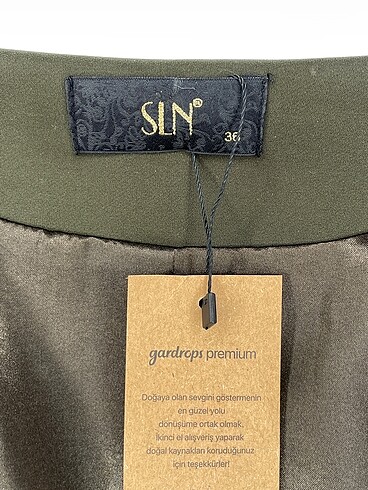 SLN®
36
gardrops premium
Doğaya olan sevgini göstermenin
en güzel yolu
dönüşüme ortak olmak.
İkinci el alışveriş yaparak
doğal kaynakları koruduğunuz
için teşekkürler!